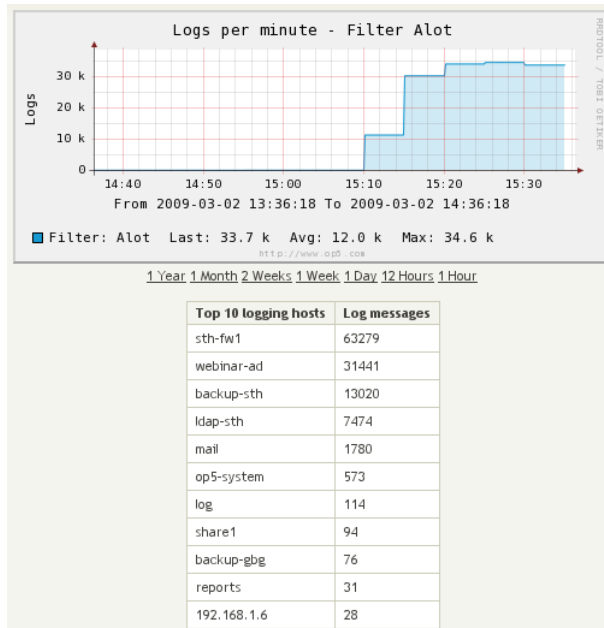 Logs per minute - Filter Alot
RRDTOOL / TOBI OETIKER
Logs
30 k
20 k
10 k
0
14:40 14:50 15:00 15:10 15:20 15:30
From 2009-03-02 13:36:18 To 2009-03-02 14:36:18
Filter: Alot Last: 33.7 k Avg: 12.0 k Max: 34.6 k
http://www.op5.com
1 Year 1 Month 2 Weeks 1 Week 1 Day 12 Hours 1 Hour
Top 10 logging hosts Log messages
sth-fw1 63279
webinar-ad 31441
backup-sth 13020
ldap-sth 7474
mail 1780
op5-system 573
log 114
share1 94
backup-gbg 76
reports 31
192.168.1.6 28